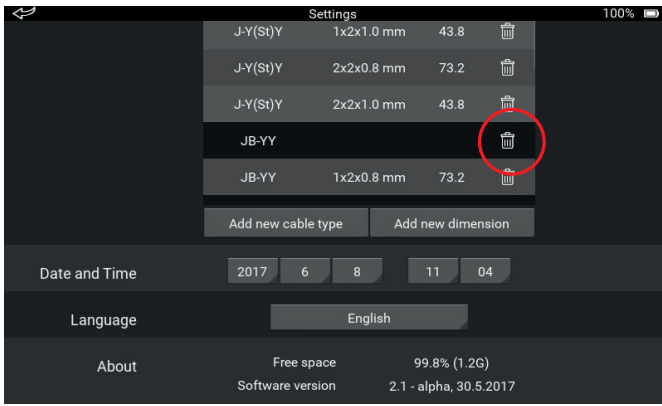 Settings 100%
J-Y(St)Y 1x2x1.0 mm 43.8
J-Y(St)Y 2x2x0.8 mm 73.2
J-Y(St)Y 2x2x1.0 mm 43.8
JB-YY
JB-YY 1x2x0.8 mm 73.2
Add new cable type Add new dimension
Date and Time 2017 6 8 11 04
Language English
About Free space 99.8% (1.2G)
Software version 2.1 - alpha, 30.5.2017